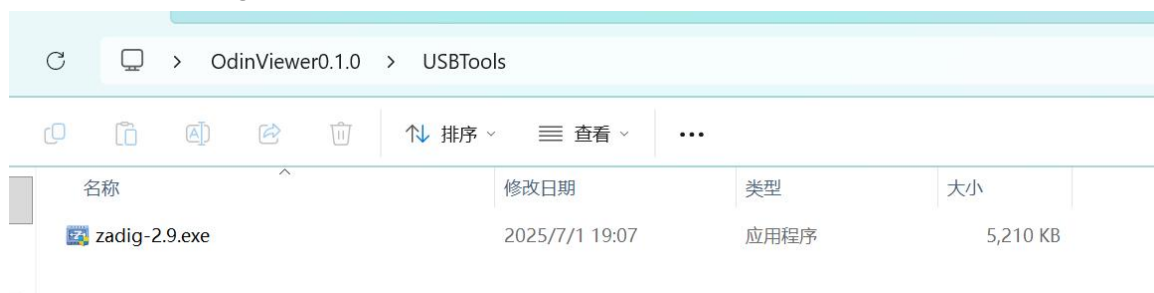 OdinViewer0.1.0 > USBTools
排序 查看 ...
名称 修改日期 类型 大小
zadig-2.9.exe 2025/7/1 19:07 应用程序 5,210 KB